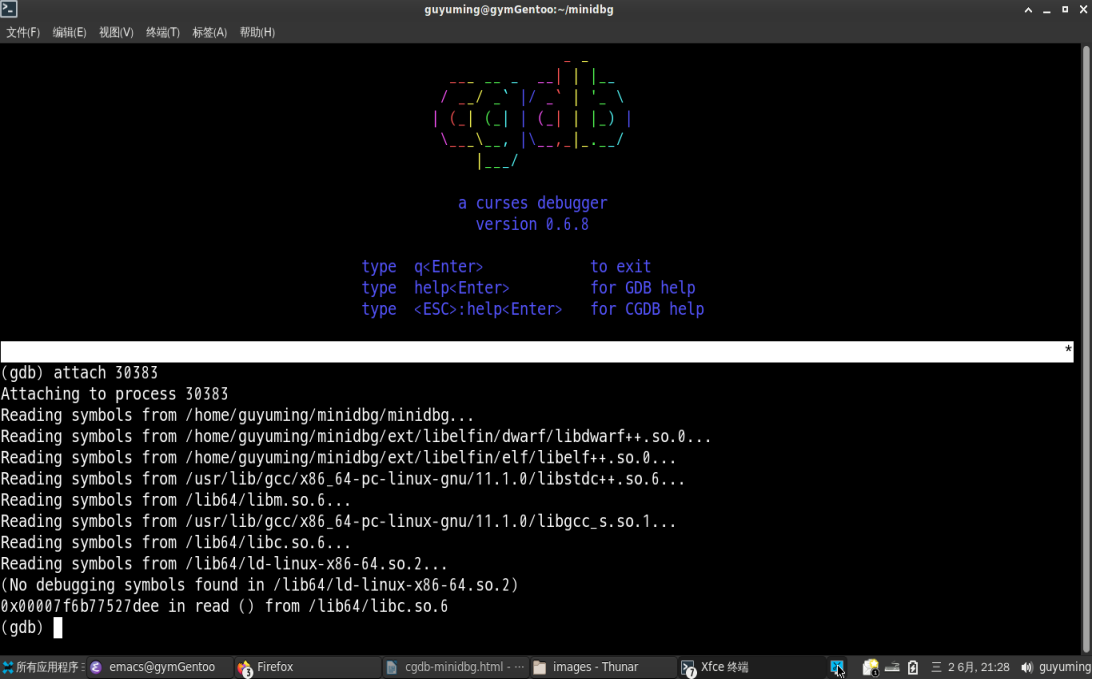 guyuming@gymGentoo:~/minidbg
文件(F) 编辑(E) 视图(V) 终端(T) 标签(A) 帮助(H)
a curses debugger
version 0.6.8
type q<Enter> to exit
type help<Enter> for GDB help
type <ESC>:help<Enter> for CGDB help
*
(gdb) attach 30383
Attaching to process 30383
Reading symbols from /home/guyuming/minidbg/minidbg...
Reading symbols from /home/guyuming/minidbg/ext/libelfin/dwarf/libdwarf++.so.0...
Reading symbols from /home/guyuming/minidbg/ext/libelfin/elf/libelf++.so.0...
Reading symbols from /usr/lib/gcc/x86_64-pc-linux-gnu/11.1.0/libstdc++.so.6...
Reading symbols from /lib64/libm.so.6...
Reading symbols from /usr/lib/gcc/x86_64-pc-linux-gnu/11.1.0/libgcc_s.so.1...
Reading symbols from /lib64/libc.so.6...
Reading symbols from /lib64/ld-linux-x86-64.so.2...
(No debugging symbols found in /lib64/ld-linux-x86-64.so.2)
0x00007f6b77527dee in read () from /lib64/libc.so.6
(gdb)
所有应用程序 emacs@gymGentoo 3 Firefox cgdb-minidbg.html - ··· images - Thunar 7 Xfce 终端 三 2 6月, 21:28 guyuming